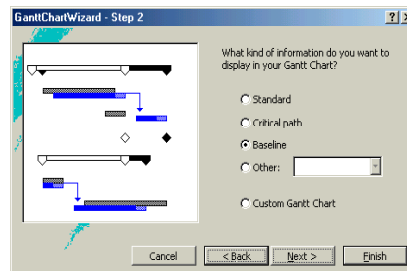 GanttChartWizard - Step 2
What kind of information do you want to
display in your Gantt Chart?
Standard
Critical path
Baseline
Other:
Custom Gantt Chart
Cancel
< Back
Next >
Finish